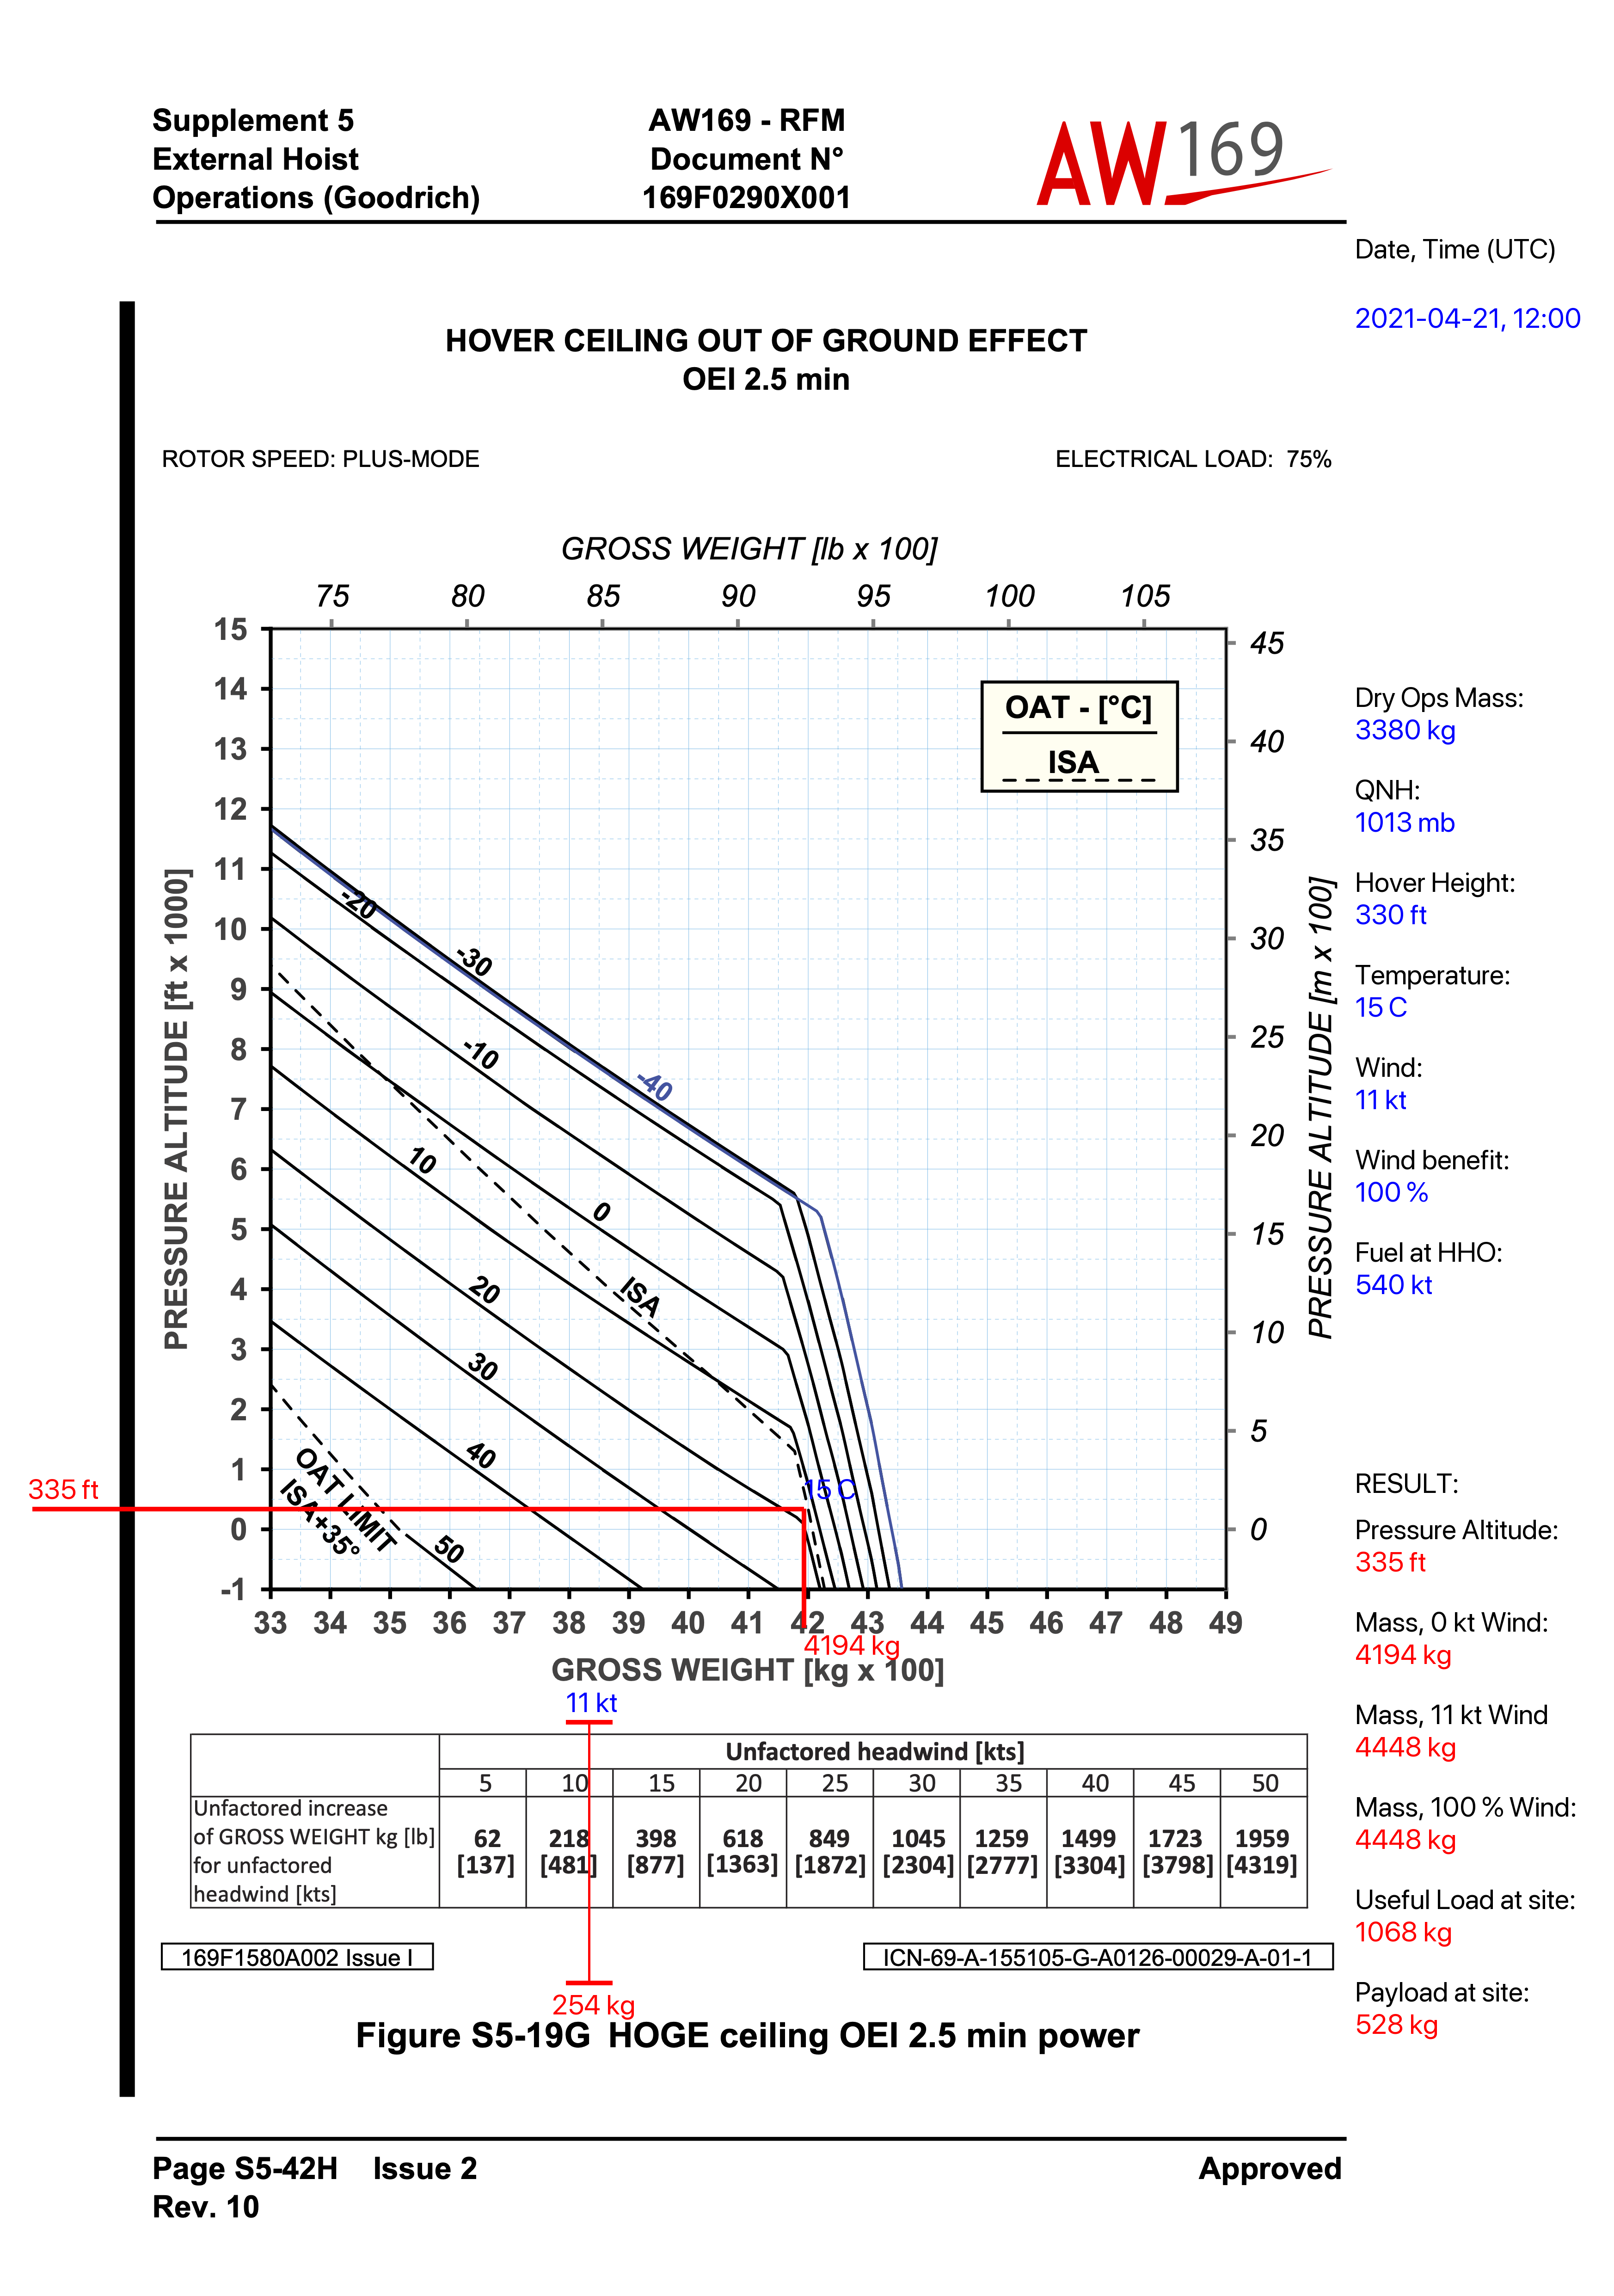 Supplement 5
External Hoist
Operations (Goodrich)
AW169 - RFM
Document N°
169F0290X001
AW169
Date, Time (UTC)
2021-04-21, 12:00
HOVER CEILING OUT OF GROUND EFFECT
OEI 2.5 min
ROTOR SPEED: PLUS-MODE
ELECTRICAL LOAD: 75%
GROSS WEIGHT [lb x 100]
75 80 85 90 95 100 105
PRESSURE ALTITUDE [ft x 1000]
15
14
13
12
11
10
9
8
7
6
5
4
3
2
1
0
-1
OAT - [°C]
ISA
-20
-30
-40
-10
0
10
ISA
20
30
40
50
OAT LIMIT
ISA+35°
335 ft
15 C
45
40
35
30
25
20
15
10
5
0
PRESSURE ALTITUDE [m x 100]
33 34 35 36 37 38 39 40 41 42 43 44 45 46 47 48 49
4194 kg
GROSS WEIGHT [kg x 100]
11 kt
Unfactored headwind [kts]
5 10 15 20 25 30 35 40 45 50
Unfactored increase
of GROSS WEIGHT kg [lb]
for unfactored
headwind [kts]
62 218 398 618 849 1045 1259 1499 1723 1959
[137] [481] [877] [1363] [1872] [2304] [2777] [3304] [3798] [4319]
169F1580A002 Issue I
ICN-69-A-155105-G-A0126-00029-A-01-1
254 kg
Figure S5-19G HOGE ceiling OEI 2.5 min power
Dry Ops Mass:
3380 kg
QNH:
1013 mb
Hover Height:
330 ft
Temperature:
15 C
Wind:
11 kt
Wind benefit:
100 %
Fuel at HHO:
540 kt
RESULT:
Pressure Altitude:
335 ft
Mass, 0 kt Wind:
4194 kg
Mass, 11 kt Wind
4448 kg
Mass, 100 % Wind:
4448 kg
Useful Load at site:
1068 kg
Payload at site:
528 kg
Page S5-42H Issue 2
Rev. 10
Approved